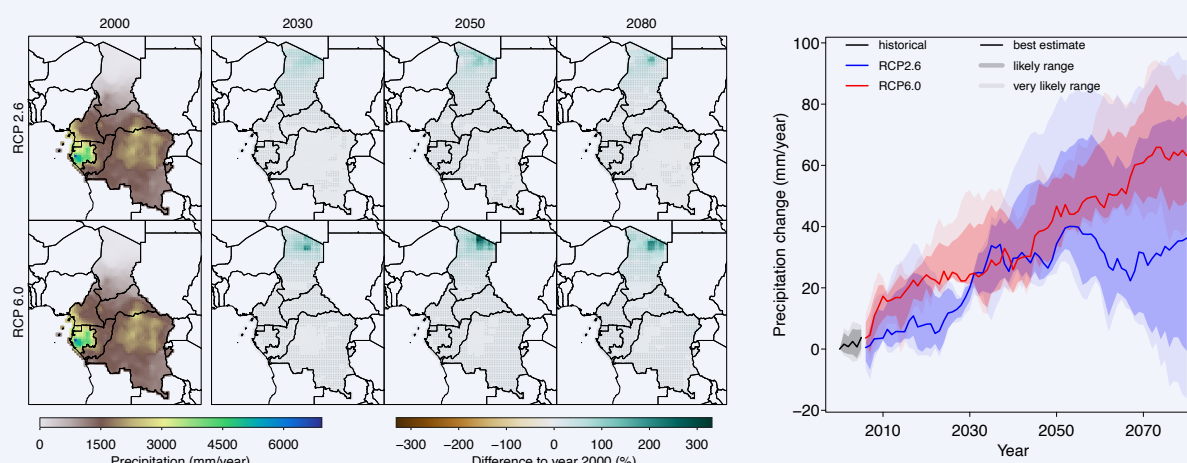 2000
2030
2050
2080
RCP 2.6
RCP 6.0
0
1500
3000
4500
6000
Precipitation (mm/year)
−300
−200
−100
0
100
200
300
Difference to year 2000 (%)
historical
RCP2.6
RCP6.0
best estimate
likely range
very likely range
Precipitation change (mm/year)
100
80
60
40
20
0
−20
2010
2030
2050
2070
Year